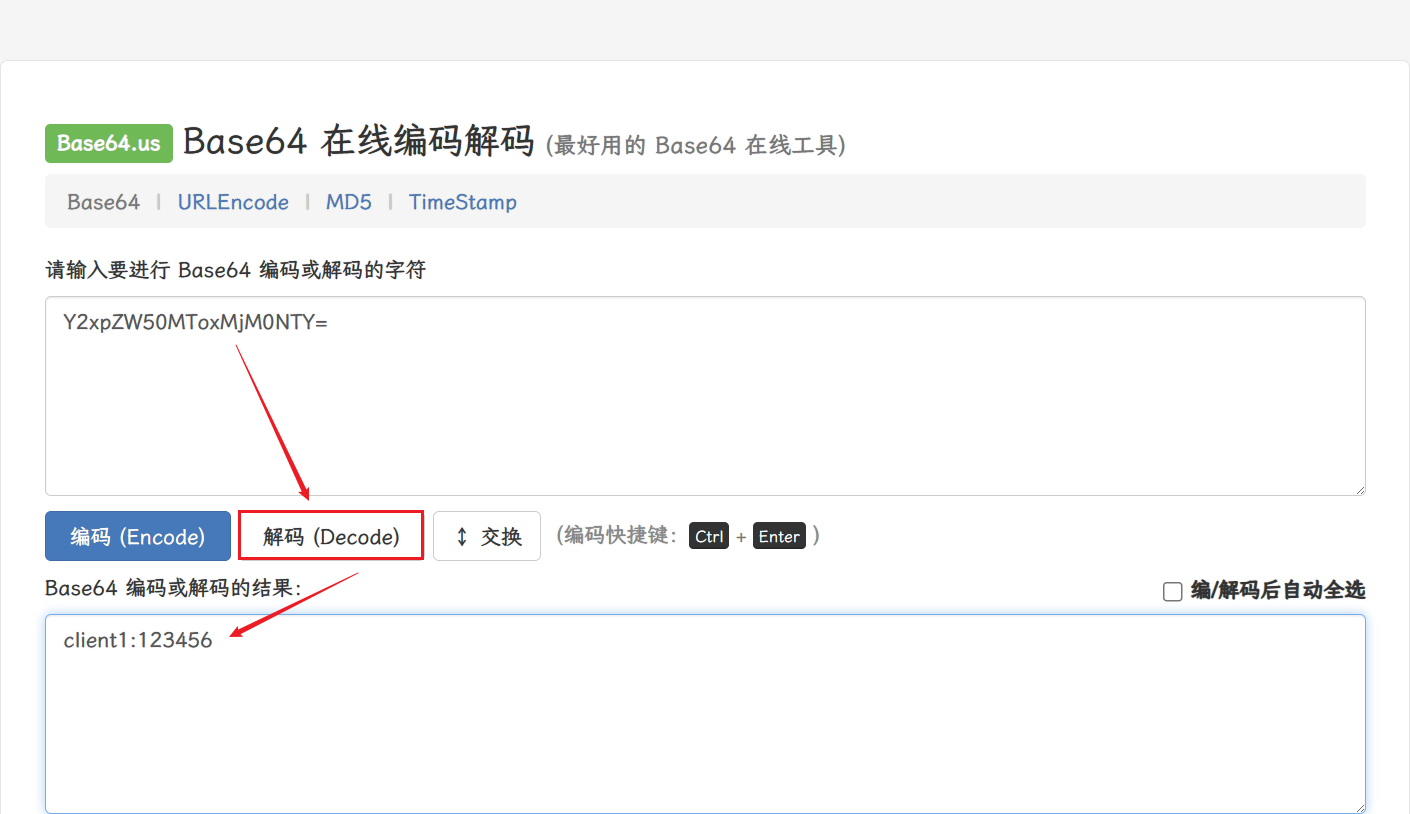 Base64.us Base64 在线编码解码 (最好用的 Base64 在线工具)
Base64 | URLEncode | MD5 | TimeStamp
请输入要进行 Base64 编码或解码的字符
Y2xpZW50MToxMjM0NTY=
编码 (Encode) 解码 (Decode) ↕ 交换 (编码快捷键: Ctrl + Enter )
Base64 编码或解码的结果: 编/解码后自动全选
client1:123456